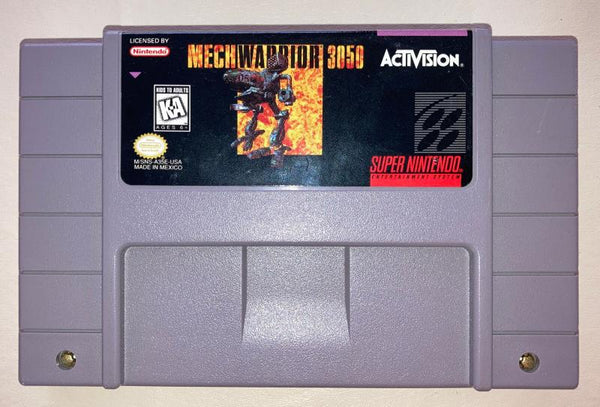 LICENSED BY
Nintendo
MECHWARRIOR 3050
ACTIVISION
KIDS TO ADULTS
K-A
AGES 6+
M/SNS-A35E-USA
MADE IN MEXICO
SUPER NINTENDO
ENTERTAINMENT SYSTEM